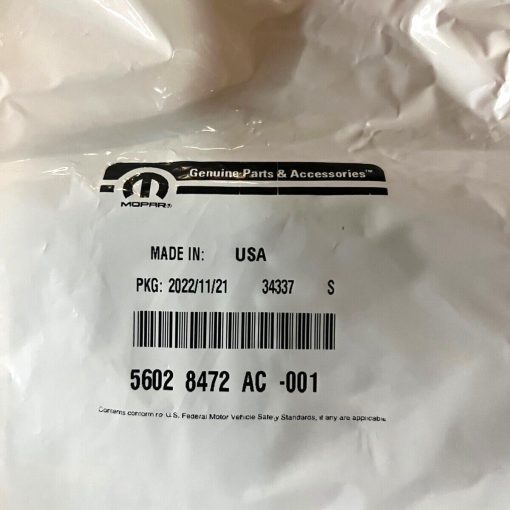 Genuine Parts & Accessories™
MOPAR®
MADE IN: USA
PKG: 2022/11/21 34337 S
5602 8472 AC -001
Contents conform to U.S. Federal Motor Vehicle Safety Standards, if any are applicable